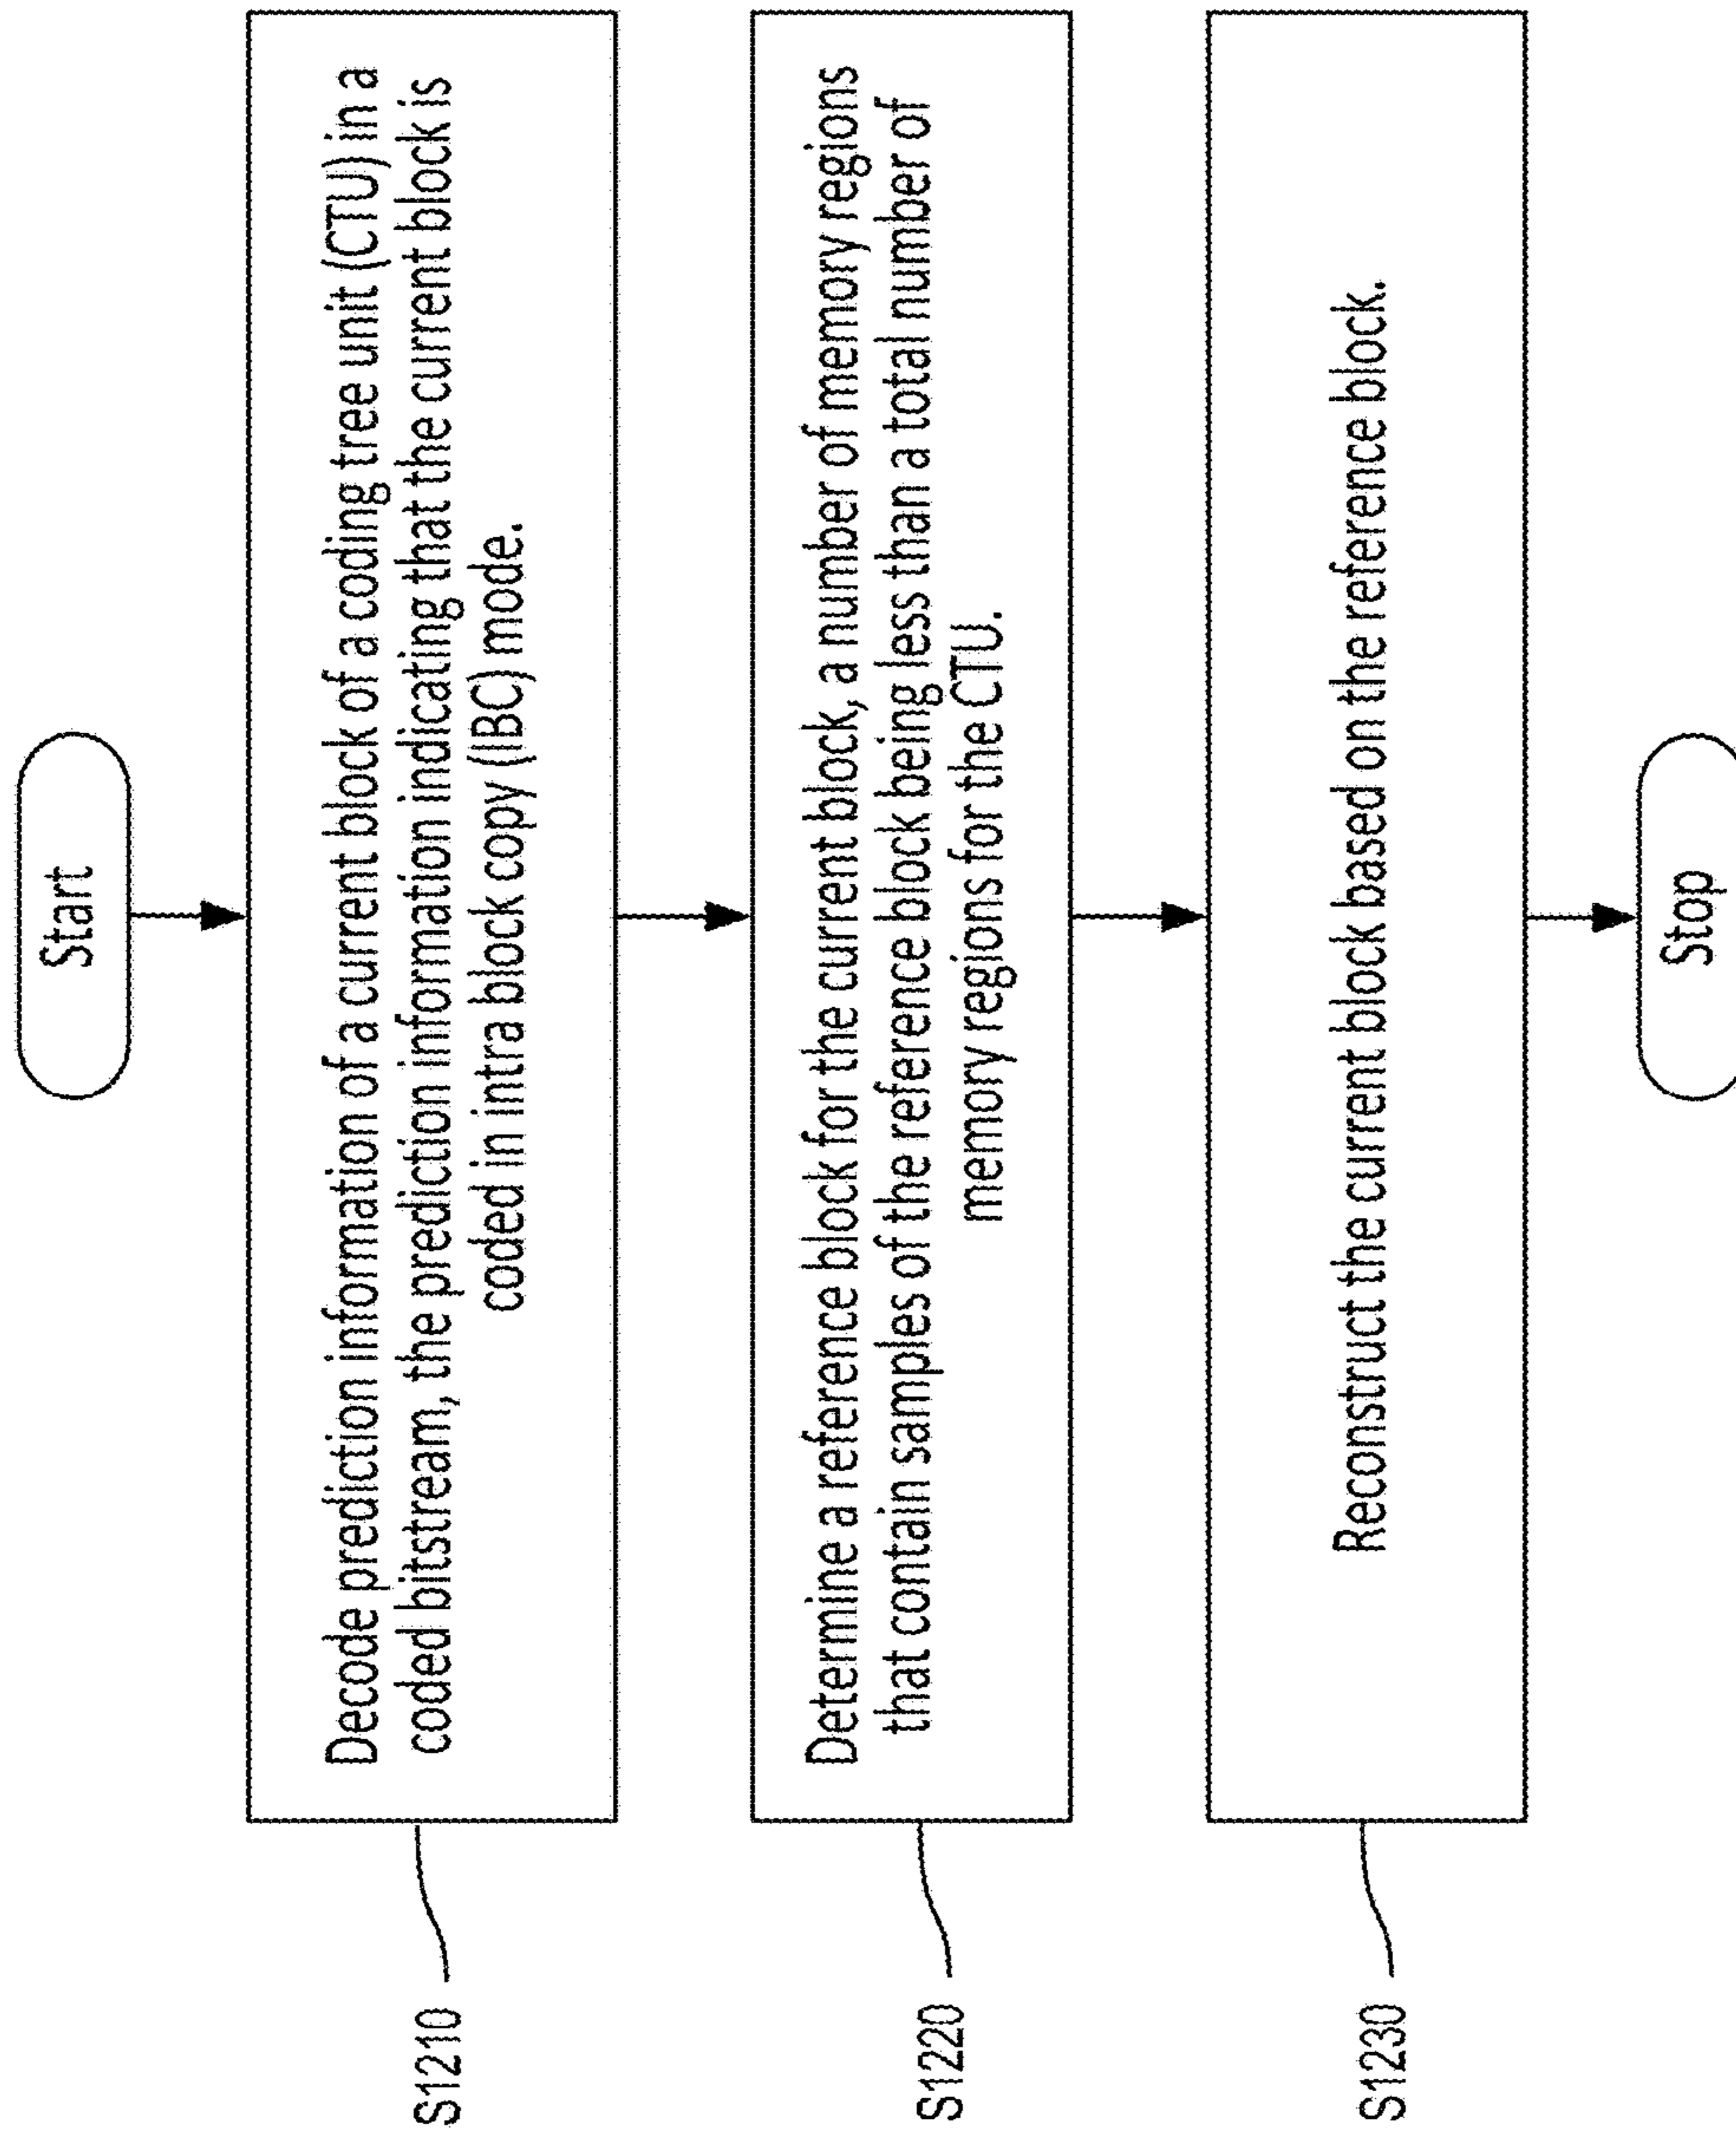 Start
S1210
Decode prediction information of a current block of a coding tree unit (CTU) in a
coded bitstream, the prediction information indicating that the current block is
coded in intra block copy (IBC) mode.
S1220
Determine a reference block for the current block, a number of memory regions
that contain samples of the reference block being less than a total number of
memory regions for the CTU.
S1230
Reconstruct the current block based on the reference block.
Stop